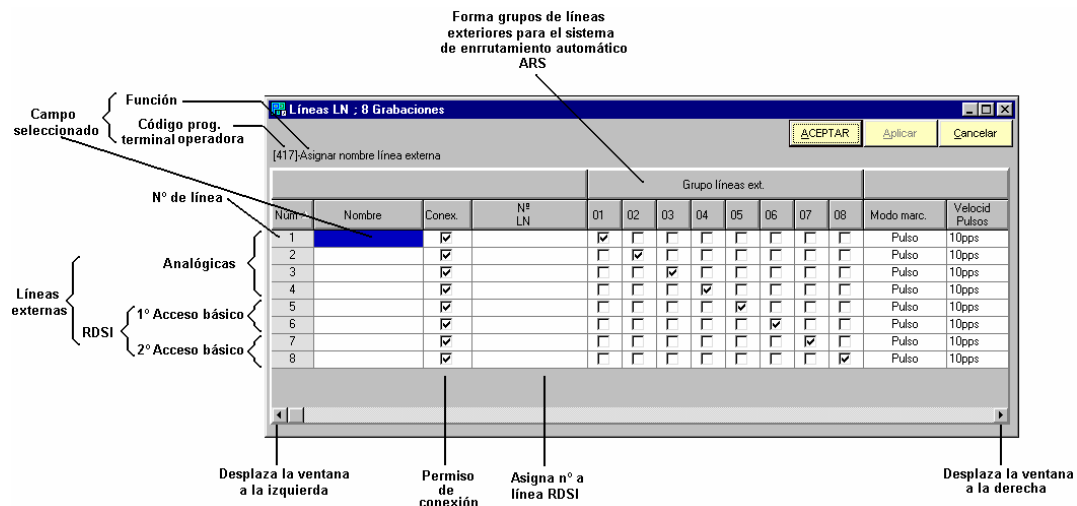 Forma grupos de líneas
exteriores para el sistema
de enrrutamiento automático
ARS
Campo
seleccionado
Función
Código prog.
terminal operadora
Líneas LN ; 8 Grabaciones
ACEPTAR Aplicar Cancelar
[417]-Asignar nombre línea externa
Nº de línea
Grupo líneas ext.
Núm Nombre Conex. Nº LN 01 02 03 04 05 06 07 08 Modo marc. Velocid Pulsos
1 Pulso 10pps
2 Pulso 10pps
3 Pulso 10pps
4 Pulso 10pps
5 Pulso 10pps
6 Pulso 10pps
7 Pulso 10pps
8 Pulso 10pps
Analógicas
Líneas
externas
RDSI
1º Acceso básico
2º Acceso básico
Desplaza la ventana
a la izquierda
Permiso
de
conexión
Asigna nº a
línea RDSI
Desplaza la ventana
a la derecha